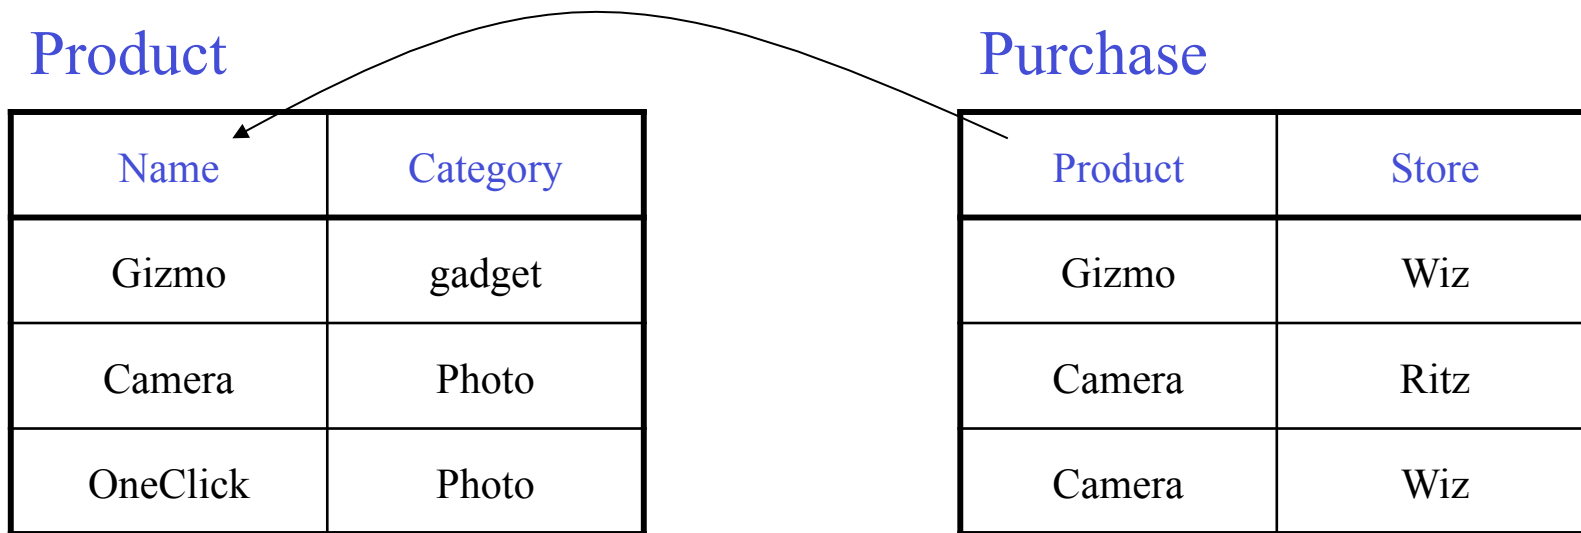 Product
Name Category
Gizmo gadget
Camera Photo
OneClick Photo
Purchase
Product Store
Gizmo Wiz
Camera Ritz
Camera Wiz